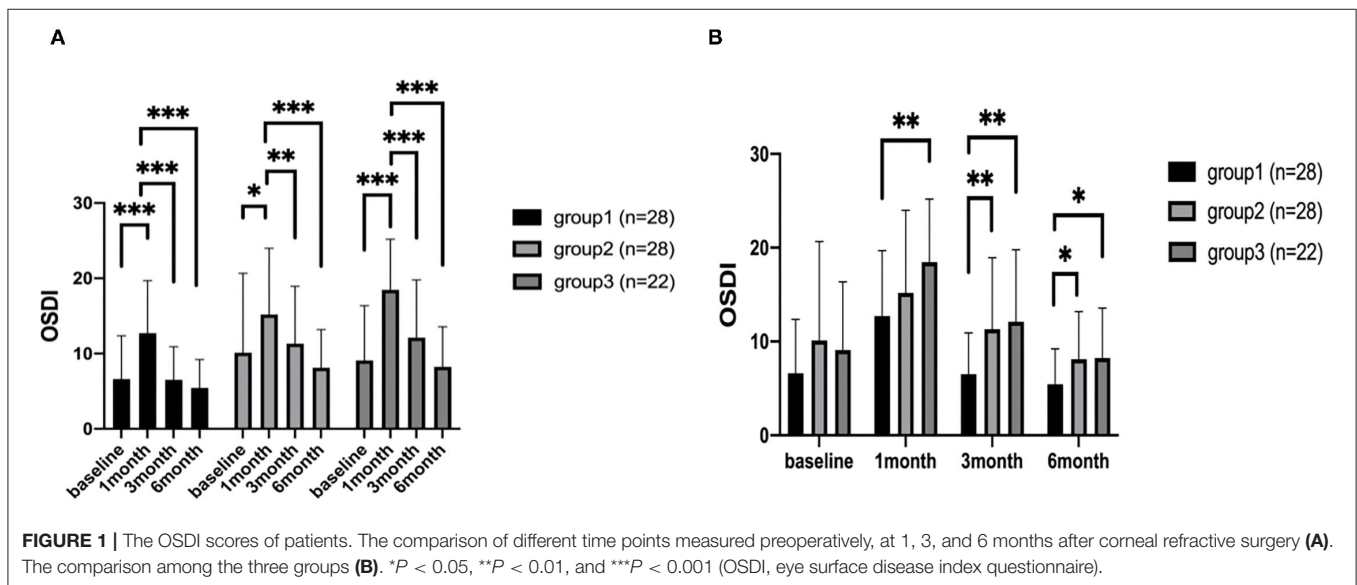 A
***
***
***
***
**
*
***
***
***
30
20
10
0
OSDI
baseline
1month
3month
6month
baseline
1month
3month
6month
baseline
1month
3month
6month
group1 (n=28)
group2 (n=28)
group3 (n=22)
B
**
**
**
*
*
30
20
10
0
OSDI
baseline 1month 3month 6month
group1 (n=28)
group2 (n=28)
group3 (n=22)
FIGURE 1 | The OSDI scores of patients. The comparison of different time points measured preoperatively, at 1, 3, and 6 months after corneal refractive surgery (A).
The comparison among the three groups (B). *P < 0.05, **P < 0.01, and ***P < 0.001 (OSDI, eye surface disease index questionnaire).